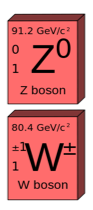 91.2 GeV/c²
0
Z⁰
1
Z boson
80.4 GeV/c²
±1
W±
1
W boson